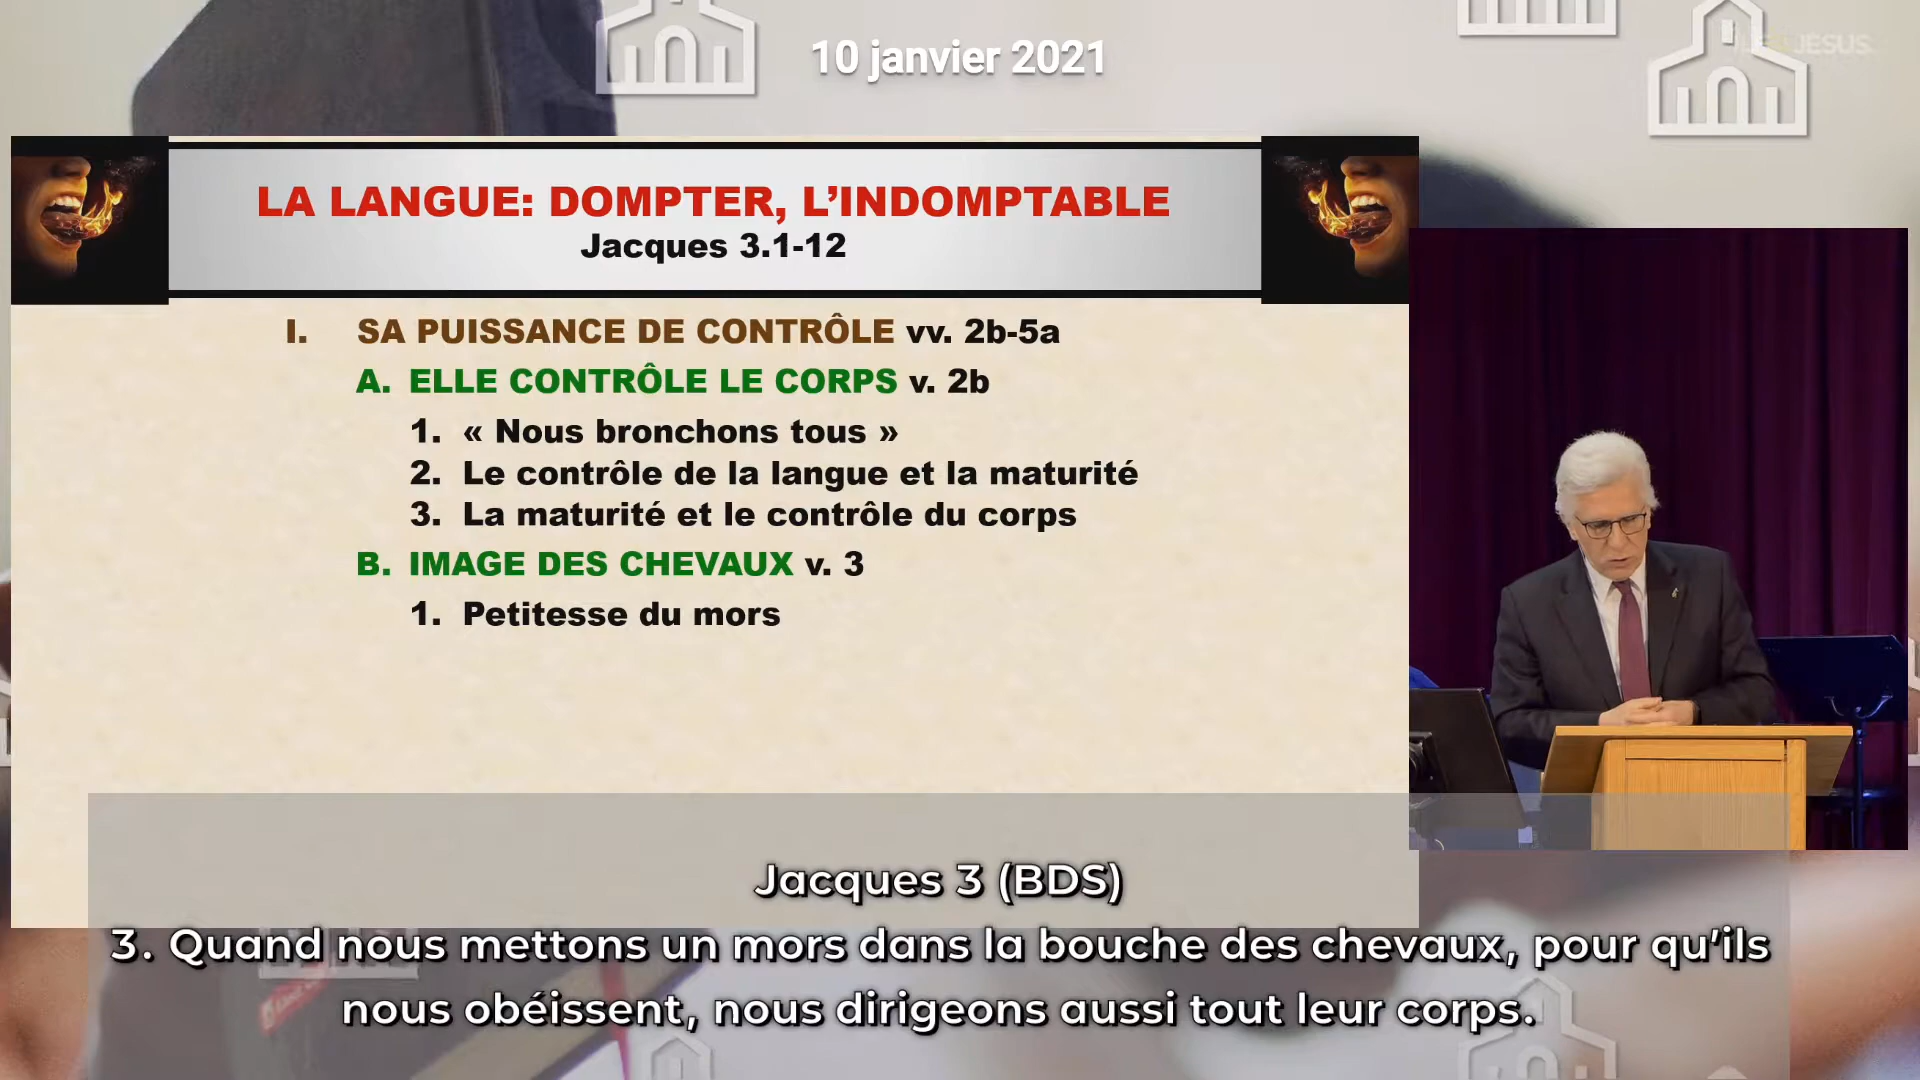 10 janvier 2021
JESUS
LA LANGUE: DOMPTER, L’INDOMPTABLE
Jacques 3.1-12
I. SA PUISSANCE DE CONTRÔLE vv. 2b-5a
A. ELLE CONTRÔLE LE CORPS v. 2b
1. « Nous bronchons tous »
2. Le contrôle de la langue et la maturité
3. La maturité et le contrôle du corps
B. IMAGE DES CHEVAUX v. 3
1. Petitesse du mors
Jacques 3 (BDS)
3. Quand nous mettons un mors dans la bouche des chevaux, pour qu’ils
nous obéissent, nous dirigeons aussi tout leur corps.